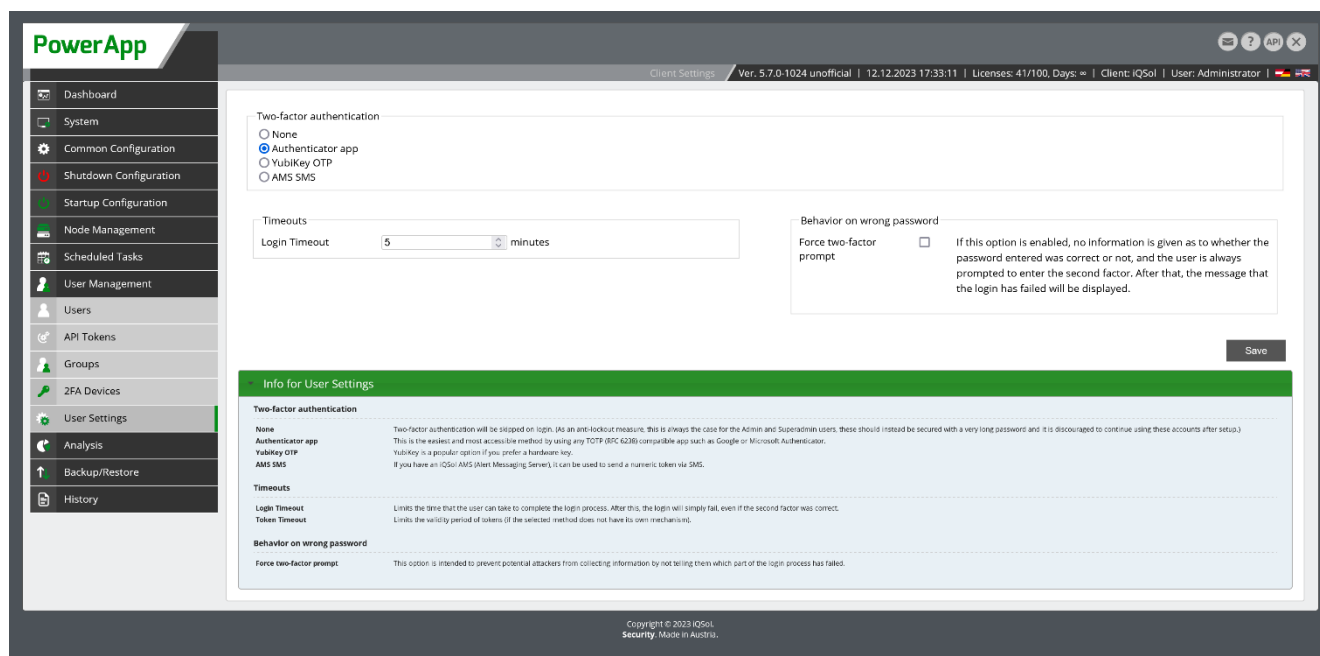 PowerApp
API
Client Settings
Ver. 5.7.0-1024 unofficial | 12.12.2023 17:33:11 | Licenses: 41/100, Days: ∞ | Client: iQSol | User: Administrator |
Dashboard
System
Common Configuration
Shutdown Configuration
Startup Configuration
Node Management
Scheduled Tasks
User Management
Users
API Tokens
Groups
2FA Devices
User Settings
Analysis
Backup/Restore
History
Two-factor authentication
None
Authenticator app
YubiKey OTP
AMS SMS
Timeouts
Login Timeout 5 minutes
Behavior on wrong password
Force two-factor
prompt
If this option is enabled, no information is given as to whether the
password entered was correct or not, and the user is always
prompted to enter the second factor. After that, the message that
the login has failed will be displayed.
Save
Info for User Settings
Two-factor authentication
None Two-factor authentication will be skipped on login. (As an anti-lockout measure, this is always the case for the Admin and Superadmin users, these should instead be secured with a very long password and it is discouraged to continue using these accounts after setup.)
Authenticator app This is the easiest and most accessible method by using any TOTP (RFC 6238) compatible app such as Google or Microsoft Authenticator.
YubiKey OTP YubiKey is a popular option if you prefer a hardware key.
AMS SMS If you have an iQSol AMS (Alert Messaging Server), it can be used to send a numeric token via SMS.
Timeouts
Login Timeout Limits the time that the user can take to complete the login process. After this, the login will simply fail, even if the second factor was correct.
Token Timeout Limits the validity period of tokens (if the selected method does not have its own mechanism).
Behavior on wrong password
Force two-factor prompt This option is intended to prevent potential attackers from collecting information by not telling them which part of the login process has failed.
Copyright © 2023 iQSol.
Security. Made in Austria.